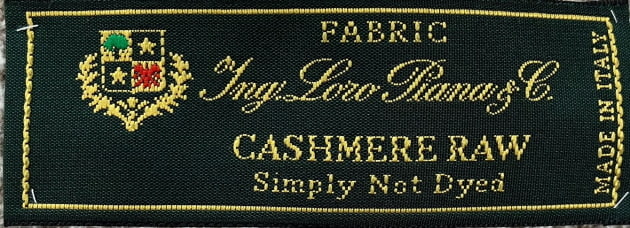 FABRIC
Ing. Loro Piana & C.
CASHMERE RAW
Simply Not Dyed
MADE IN ITALY